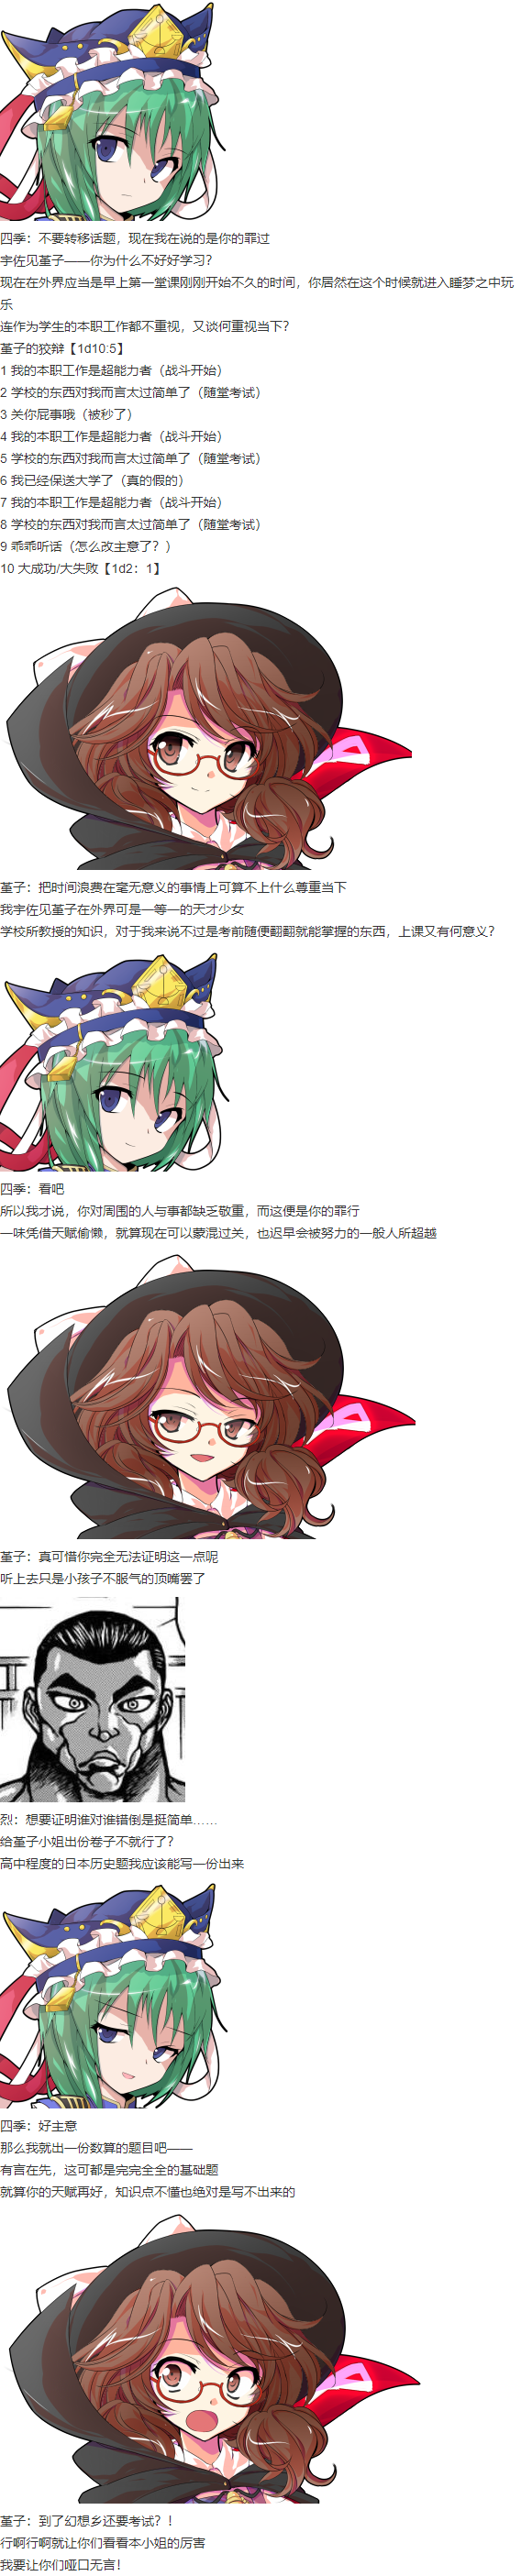 四季：不要转移话题，现在我在说的是你的罪过
宇佐见堇子——你为什么不好好学习？
现在在外界应当是早上第一堂课刚刚开始不久的时间，你居然在这个时候就进入睡梦之中玩
乐
连作为学生的本职工作都不重视，又谈何重视当下？
堇子的狡辩【1d10:5】
1 我的本职工作是超能力者（战斗开始）
2 学校的东西对我而言太过简单了（随堂考试）
3 关你屁事哦（被秒了）
4 我的本职工作是超能力者（战斗开始）
5 学校的东西对我而言太过简单了（随堂考试）
6 我已经保送大学了（真的假的）
7 我的本职工作是超能力者（战斗开始）
8 学校的东西对我而言太过简单了（随堂考试）
9 乖乖听话（怎么改主意了？）
10 大成功/大失败【1d2：1】
堇子：把时间浪费在毫无意义的事情上可算不上什么尊重当下
我宇佐见堇子在外界可是一等一的天才少女
学校所教授的知识，对于我来说不过是考前随便翻翻就能掌握的东西，上课又有何意义？
四季：看吧
所以我才说，你对周围的人与事都缺乏敬重，而这便是你的罪行
一味凭借天赋偷懒，就算现在可以蒙混过关，也迟早会被努力的一般人所超越
堇子：真可惜你完全无法证明这一点呢
听上去只是小孩子不服气的顶嘴罢了
烈：想要证明谁对谁错倒是挺简单……
给堇子小姐出份卷子不就行了？
高中程度的日本历史题我应该能写一份出来
四季：好主意
那么我就出一份数算的题目吧——
有言在先，这可都是完完全全的基础题
就算你的天赋再好，知识点不懂也绝对是写不出来的
堇子：到了幻想乡还要考试？！
行啊行啊就让你们看看本小姐的厉害
我要让你们哑口无言！